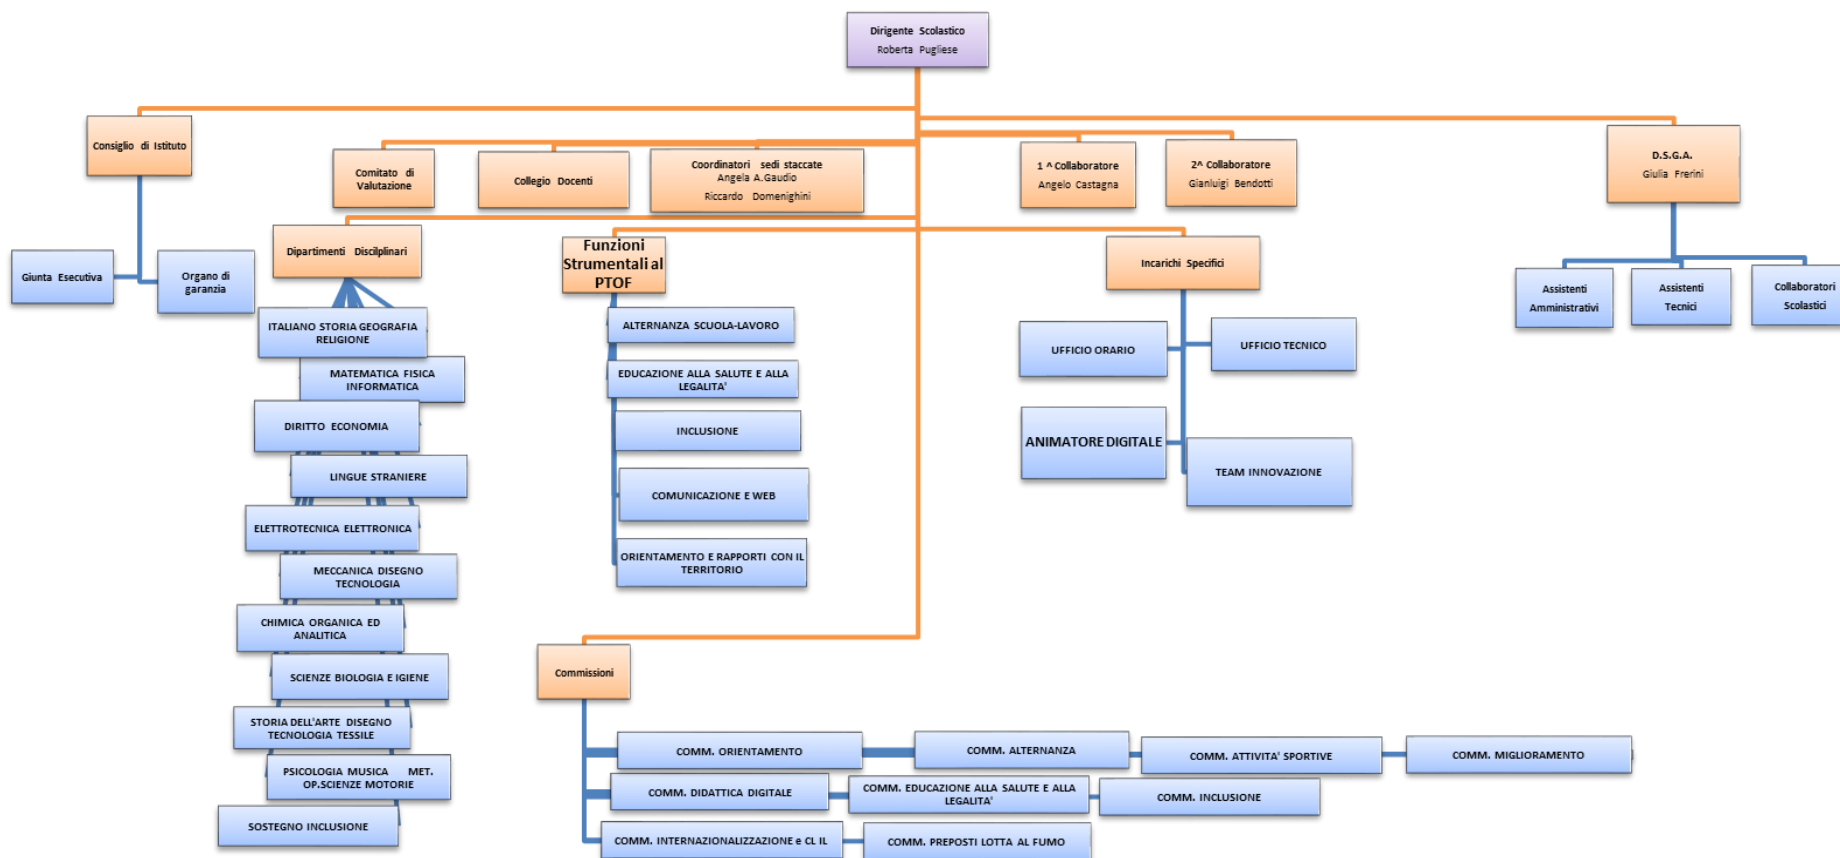 Dirigente Scolastico
Roberta Pugliese
Consiglio di Istituto
Comitato di
Valutazione
Collegio Docenti
Coordinatori sedi staccate
Angela A.Gaudio
Riccardo Domenighini
1 ^ Collaboratore
Angelo Castagna
2^ Collaboratore
Gianluigi Bendotti
D.S.G.A.
Giulia Frerini
Giunta Esecutiva
Organo di
garanzia
Dipartimenti Discilplinari
Funzioni
Strumentali al
PTOF
Incarichi Specifici
Assistenti
Amministrativi
Assistenti
Tecnici
Collaboratori
Scolastici
ITALIANO STORIA GEOGRAFIA
RELIGIONE
MATEMATICA FISICA
INFORMATICA
DIRITTO ECONOMIA
LINGUE STRANIERE
ELETTROTECNICA ELETTRONICA
MECCANICA DISEGNO
TECNOLOGIA
CHIMICA ORGANICA ED
ANALITICA
SCIENZE BIOLOGIA E IGIENE
STORIA DELL'ARTE DISEGNO
TECNOLOGIA TESSILE
PSICOLOGIA MUSICA MET.
OP.SCIENZE MOTORIE
SOSTEGNO INCLUSIONE
ALTERNANZA SCUOLA-LAVORO
EDUCAZIONE ALLA SALUTE E ALLA
LEGALITA'
INCLUSIONE
COMUNICAZIONE E WEB
ORIENTAMENTO E RAPPORTI CON IL
TERRITORIO
UFFICIO ORARIO
UFFICIO TECNICO
ANIMATORE DIGITALE
TEAM INNOVAZIONE
Commissioni
COMM. ORIENTAMENTO
COMM. ALTERNANZA
COMM. ATTIVITA' SPORTIVE
COMM. MIGLIORAMENTO
COMM. DIDATTICA DIGITALE
COMM. EDUCAZIONE ALLA SALUTE E ALLA
LEGALITA'
COMM. INCLUSIONE
COMM. INTERNAZIONALIZZAZIONE e CL IL
COMM. PREPOSTI LOTTA AL FUMO